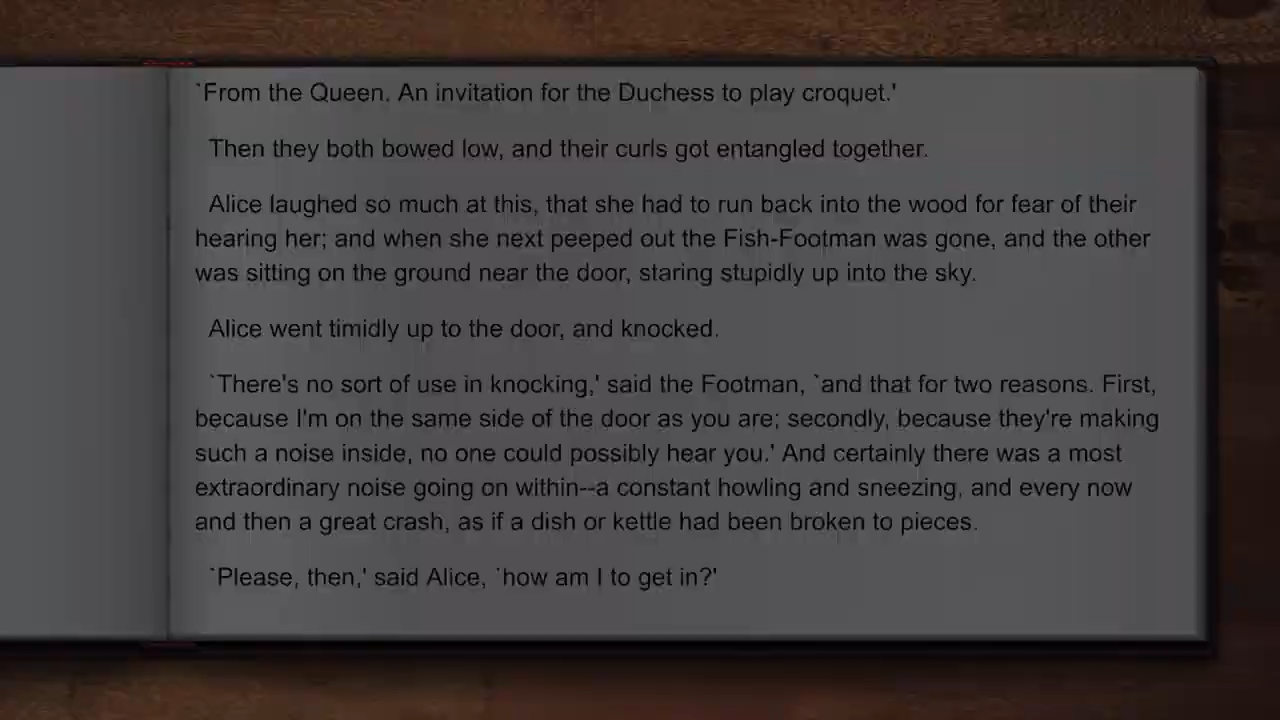 `From the Queen. An invitation for the Duchess to play croquet.'
Then they both bowed low, and their curls got entangled together.
Alice laughed so much at this, that she had to run back into the wood for fear of their
hearing her; and when she next peeped out the Fish-Footman was gone, and the other
was sitting on the ground near the door, staring stupidly up into the sky.
Alice went timidly up to the door, and knocked.
`There's no sort of use in knocking,' said the Footman, `and that for two reasons. First,
because I'm on the same side of the door as you are; secondly, because they're making
such a noise inside, no one could possibly hear you.' And certainly there was a most
extraordinary noise going on within--a constant howling and sneezing, and every now
and then a great crash, as if a dish or kettle had been broken to pieces.
`Please, then,' said Alice, `how am I to get in?'